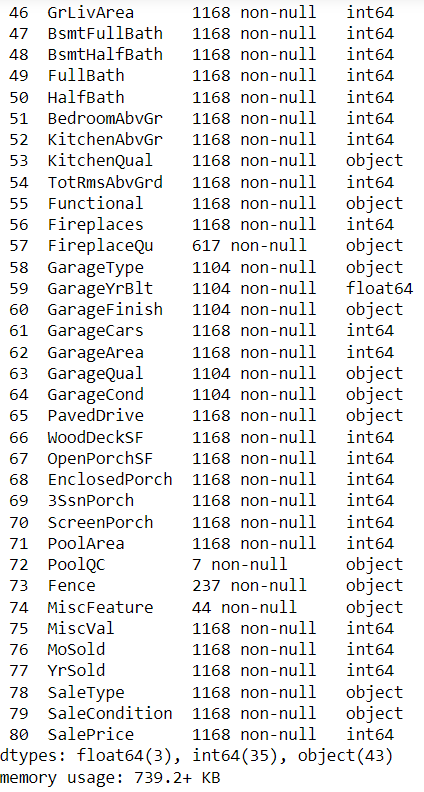 46  GrLivArea      1168 non-null   int64
47  BsmtFullBath   1168 non-null   int64
48  BsmtHalfBath   1168 non-null   int64
49  FullBath       1168 non-null   int64
50  HalfBath       1168 non-null   int64
51  BedroomAbvGr   1168 non-null   int64
52  KitchenAbvGr   1168 non-null   int64
53  KitchenQual    1168 non-null   object
54  TotRmsAbvGrd   1168 non-null   int64
55  Functional     1168 non-null   object
56  Fireplaces     1168 non-null   int64
57  FireplaceQu    617 non-null    object
58  GarageType     1104 non-null   object
59  GarageYrBlt    1104 non-null   float64
60  GarageFinish   1104 non-null   object
61  GarageCars     1168 non-null   int64
62  GarageArea     1168 non-null   int64
63  GarageQual     1104 non-null   object
64  GarageCond     1104 non-null   object
65  PavedDrive     1168 non-null   object
66  WoodDeckSF     1168 non-null   int64
67  OpenPorchSF    1168 non-null   int64
68  EnclosedPorch  1168 non-null   int64
69  3SsnPorch      1168 non-null   int64
70  ScreenPorch    1168 non-null   int64
71  PoolArea       1168 non-null   int64
72  PoolQC         7 non-null      object
73  Fence          237 non-null    object
74  MiscFeature    44 non-null     object
75  MiscVal        1168 non-null   int64
76  MoSold         1168 non-null   int64
77  YrSold         1168 non-null   int64
78  SaleType       1168 non-null   object
79  SaleCondition  1168 non-null   object
80  SalePrice      1168 non-null   int64
dtypes: float64(3), int64(35), object(43)
memory usage: 739.2+ KB